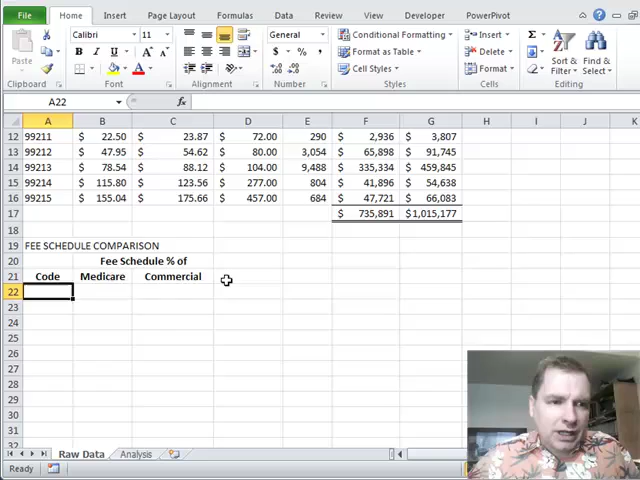 File Home Insert Page Layout Formulas Data Review View Developer PowerPivot
Calibri 11 General Conditional Formatting Insert Σ
Paste B I U A A $ % , Format as Table Delete Sort & Filter Find & Select
Cell Styles Format
Clipboard Font Alignment Number Styles Cells Editing
A22 fx
A B C D E F G H I J K
12 99211 $ 22.50 $ 23.87 $ 72.00 290 $ 2,936 $ 3,807
13 99212 $ 47.95 $ 54.62 $ 80.00 3,054 $ 65,898 $ 91,745
14 99213 $ 78.54 $ 88.12 $ 104.00 9,488 $ 335,334 $ 459,845
15 99214 $ 115.80 $ 123.56 $ 277.00 804 $ 41,896 $ 54,638
16 99215 $ 155.04 $ 175.66 $ 457.00 684 $ 47,721 $ 66,083
17 $ 735,891 $1,015,177
18
19 FEE SCHEDULE COMPARISON
20 Fee Schedule % of
21 Code Medicare Commercial
22
23
24
25
26
27
28
29
30
31
32
Raw Data Analysis
Ready